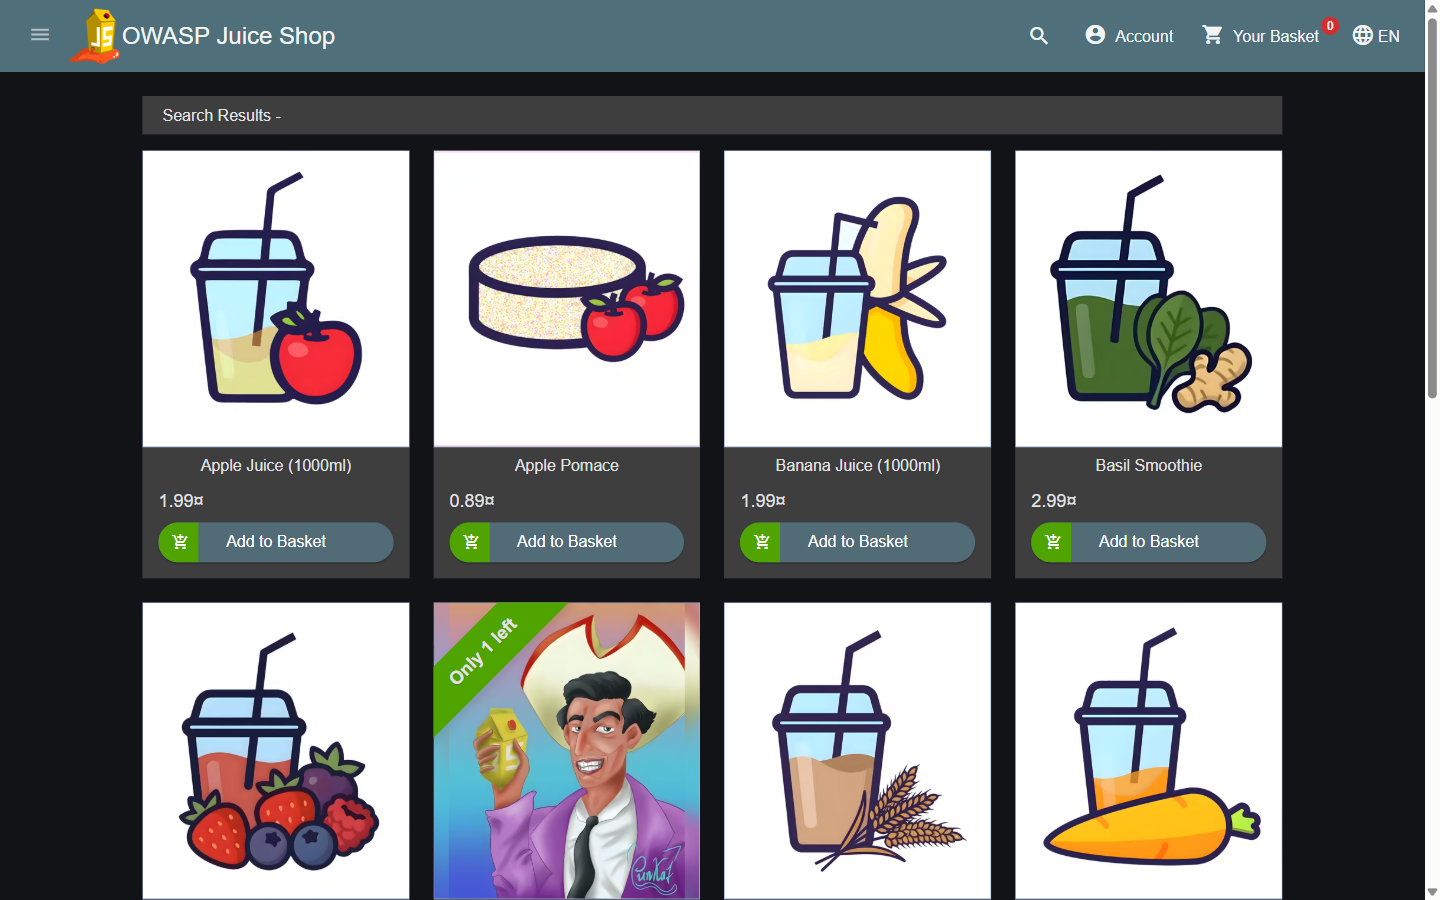 OWASP Juice Shop
Account
Your Basket
0
EN
Search Results -
Apple Juice (1000ml)
1.99¤
Add to Basket
Apple Pomace
0.89¤
Add to Basket
Banana Juice (1000ml)
1.99¤
Add to Basket
Basil Smoothie
2.99¤
Add to Basket
Only 1 left
JS